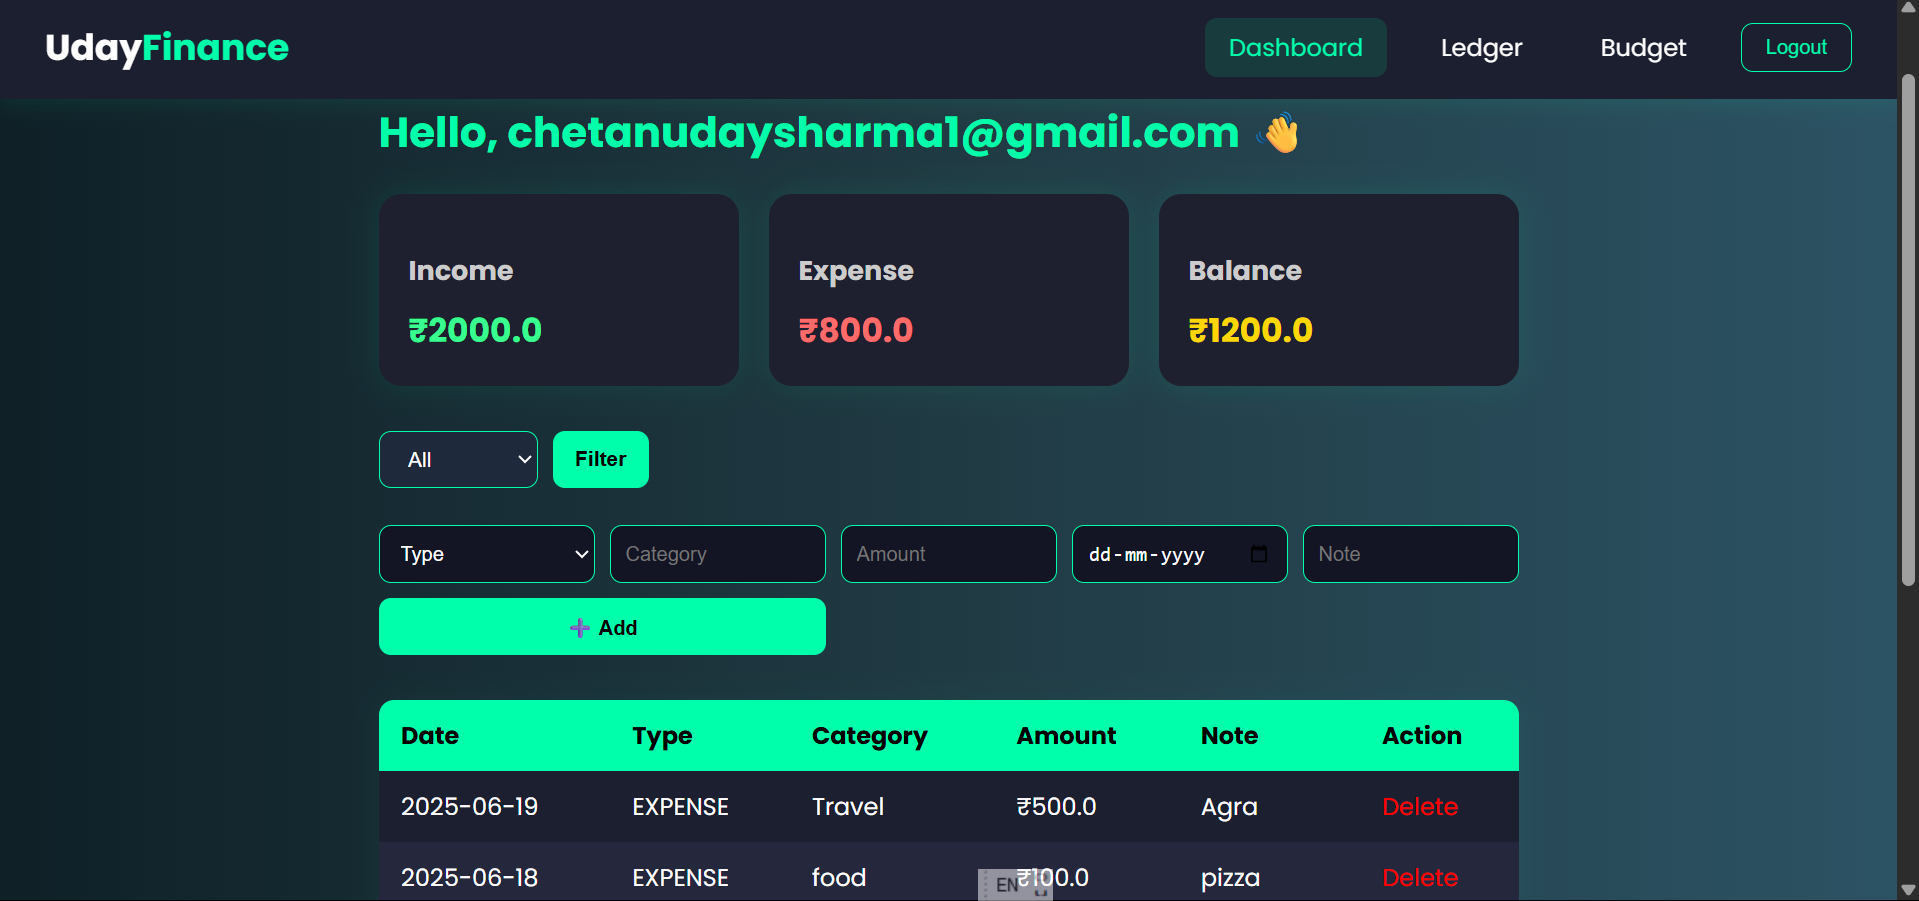 UdayFinance
Dashboard
Ledger
Budget
Logout
Hello, chetanudaysharma1@gmail.com 👋
Income
₹2000.0
Expense
₹800.0
Balance
₹1200.0
All
Filter
Type
Category
Amount
dd-mm-yyyy
Note
➕ Add
Date Type Category Amount Note Action
2025-06-19 EXPENSE Travel ₹500.0 Agra Delete
2025-06-18 EXPENSE food ₹100.0 pizza Delete
EN